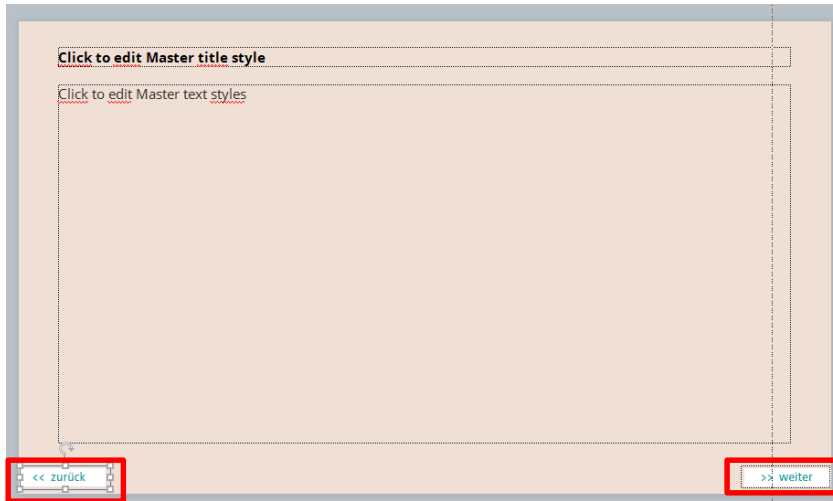 Click to edit Master title style
Click to edit Master text styles
<< zurück
>> weiter